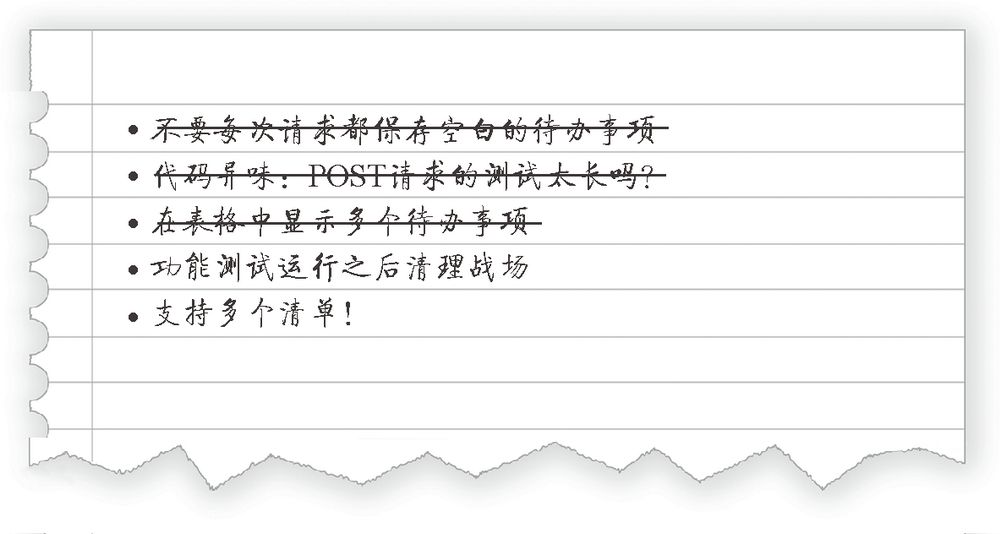 • 不要每次请求都保存空白的待办事项
• 代码异味：POST请求的测试太长吗？
• 在表格中显示多个待办事项
• 功能测试运行之后清理战场
• 支持多个清单！